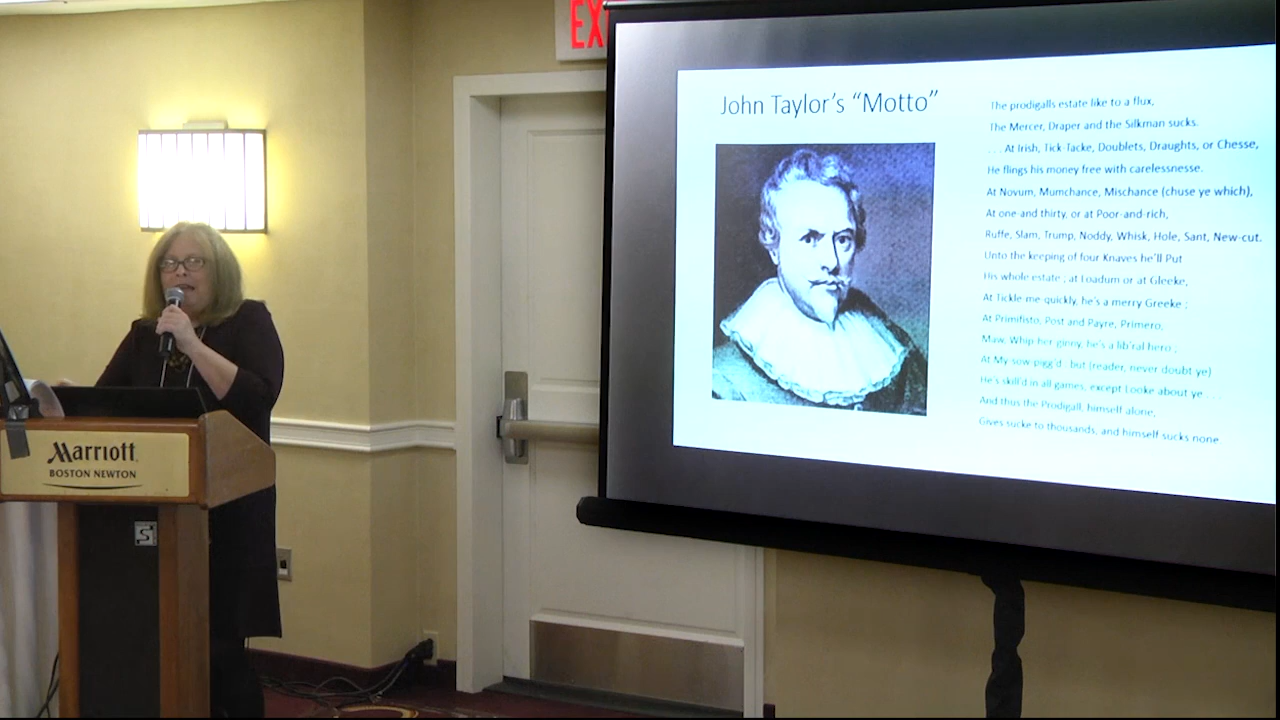 EX
John Taylor's "Motto"
The prodigalls estate like to a flux,
The Mercer, Draper and the Silkman sucks.
. . . At Irish, Tick-Tacke, Doublets, Draughts, or Chesse,
He flings his money free with carelessnesse.
At Novum, Mumchance, Mischance (chuse ye which),
At one-and thirty, or at Poor-and-rich,
Ruffe, Slam, Trump, Noddy, Whisk, Hole, Sant, New-cut.
Unto the keeping of four Knaves he'll Put
His whole estate ; at Loadum or at Gleeke,
At Tickle me quickly, he's a merry Greeke ;
At Primifisto, Post and Payre, Primero,
Maw, Whip-her-ginny, he's a lib'ral hero ;
At My-sow-pigg'd : but (reader, never doubt ye)
He's skill'd in all games, except Looke about ye . . .
And thus the Prodigall, himself alone,
Gives sucke to thousands, and himself sucks none.
Marriott
BOSTON NEWTON
S